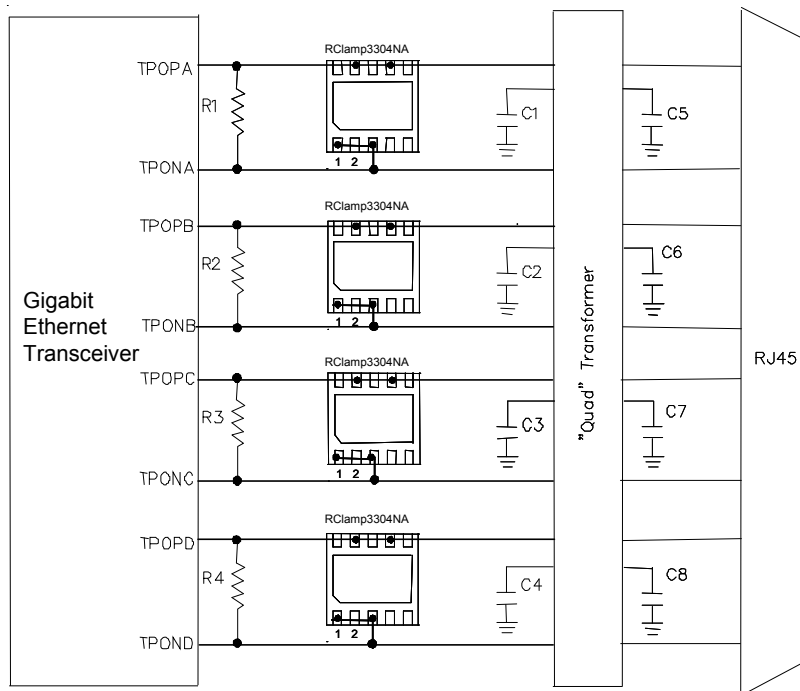 RClamp3304NA
TPOPA
R1
C1
C5
1 2
TPONA
RClamp3304NA
TPOPB
R2
C2
C6
1 2
TPONB
Gigabit
Ethernet
Transceiver
"Quad" Transformer
RJ45
RClamp3304NA
TPOPC
R3
C3
C7
1 2
TPONC
RClamp3304NA
TPOPD
R4
C4
C8
1 2
TPOND